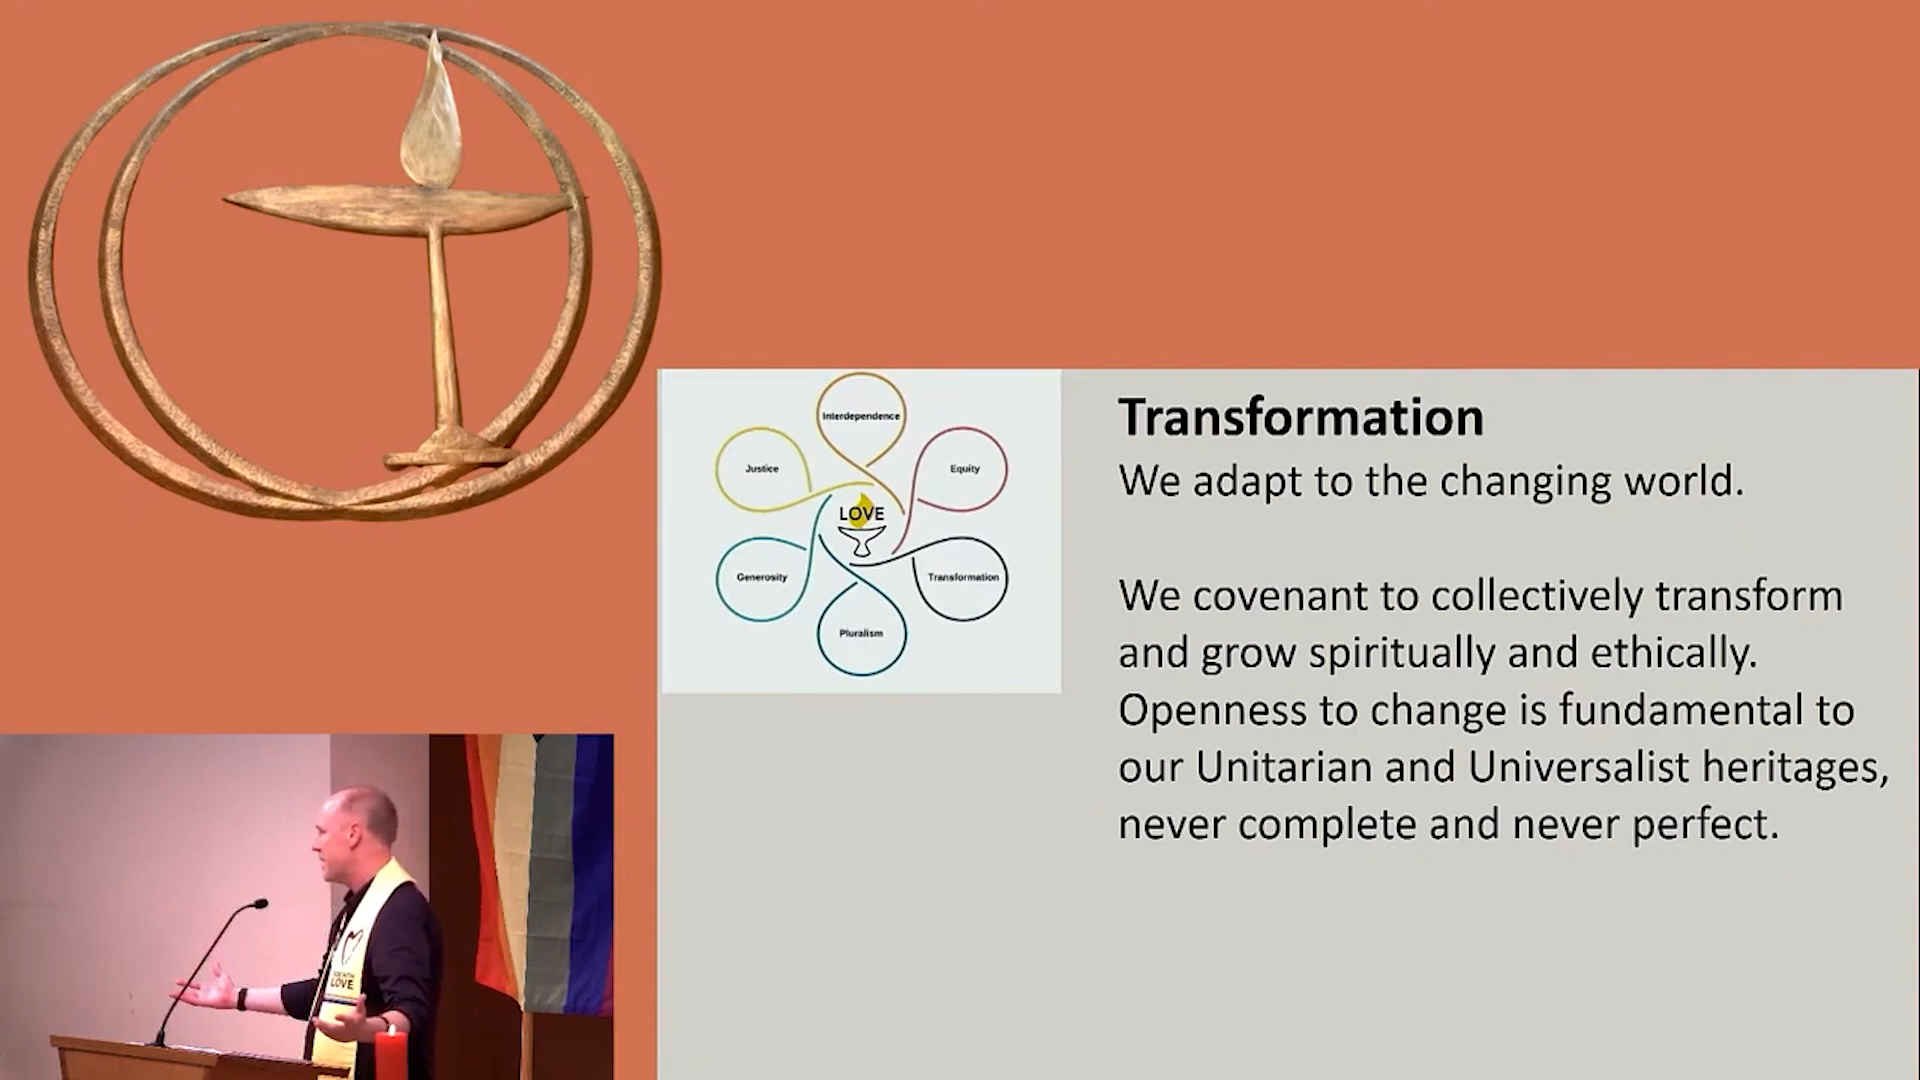 Interdependence
Justice
Equity
LOVE
Generosity
Transformation
Pluralism
Transformation
We adapt to the changing world.
We covenant to collectively transform
and grow spiritually and ethically.
Openness to change is fundamental to
our Unitarian and Universalist heritages,
never complete and never perfect.
LOVE